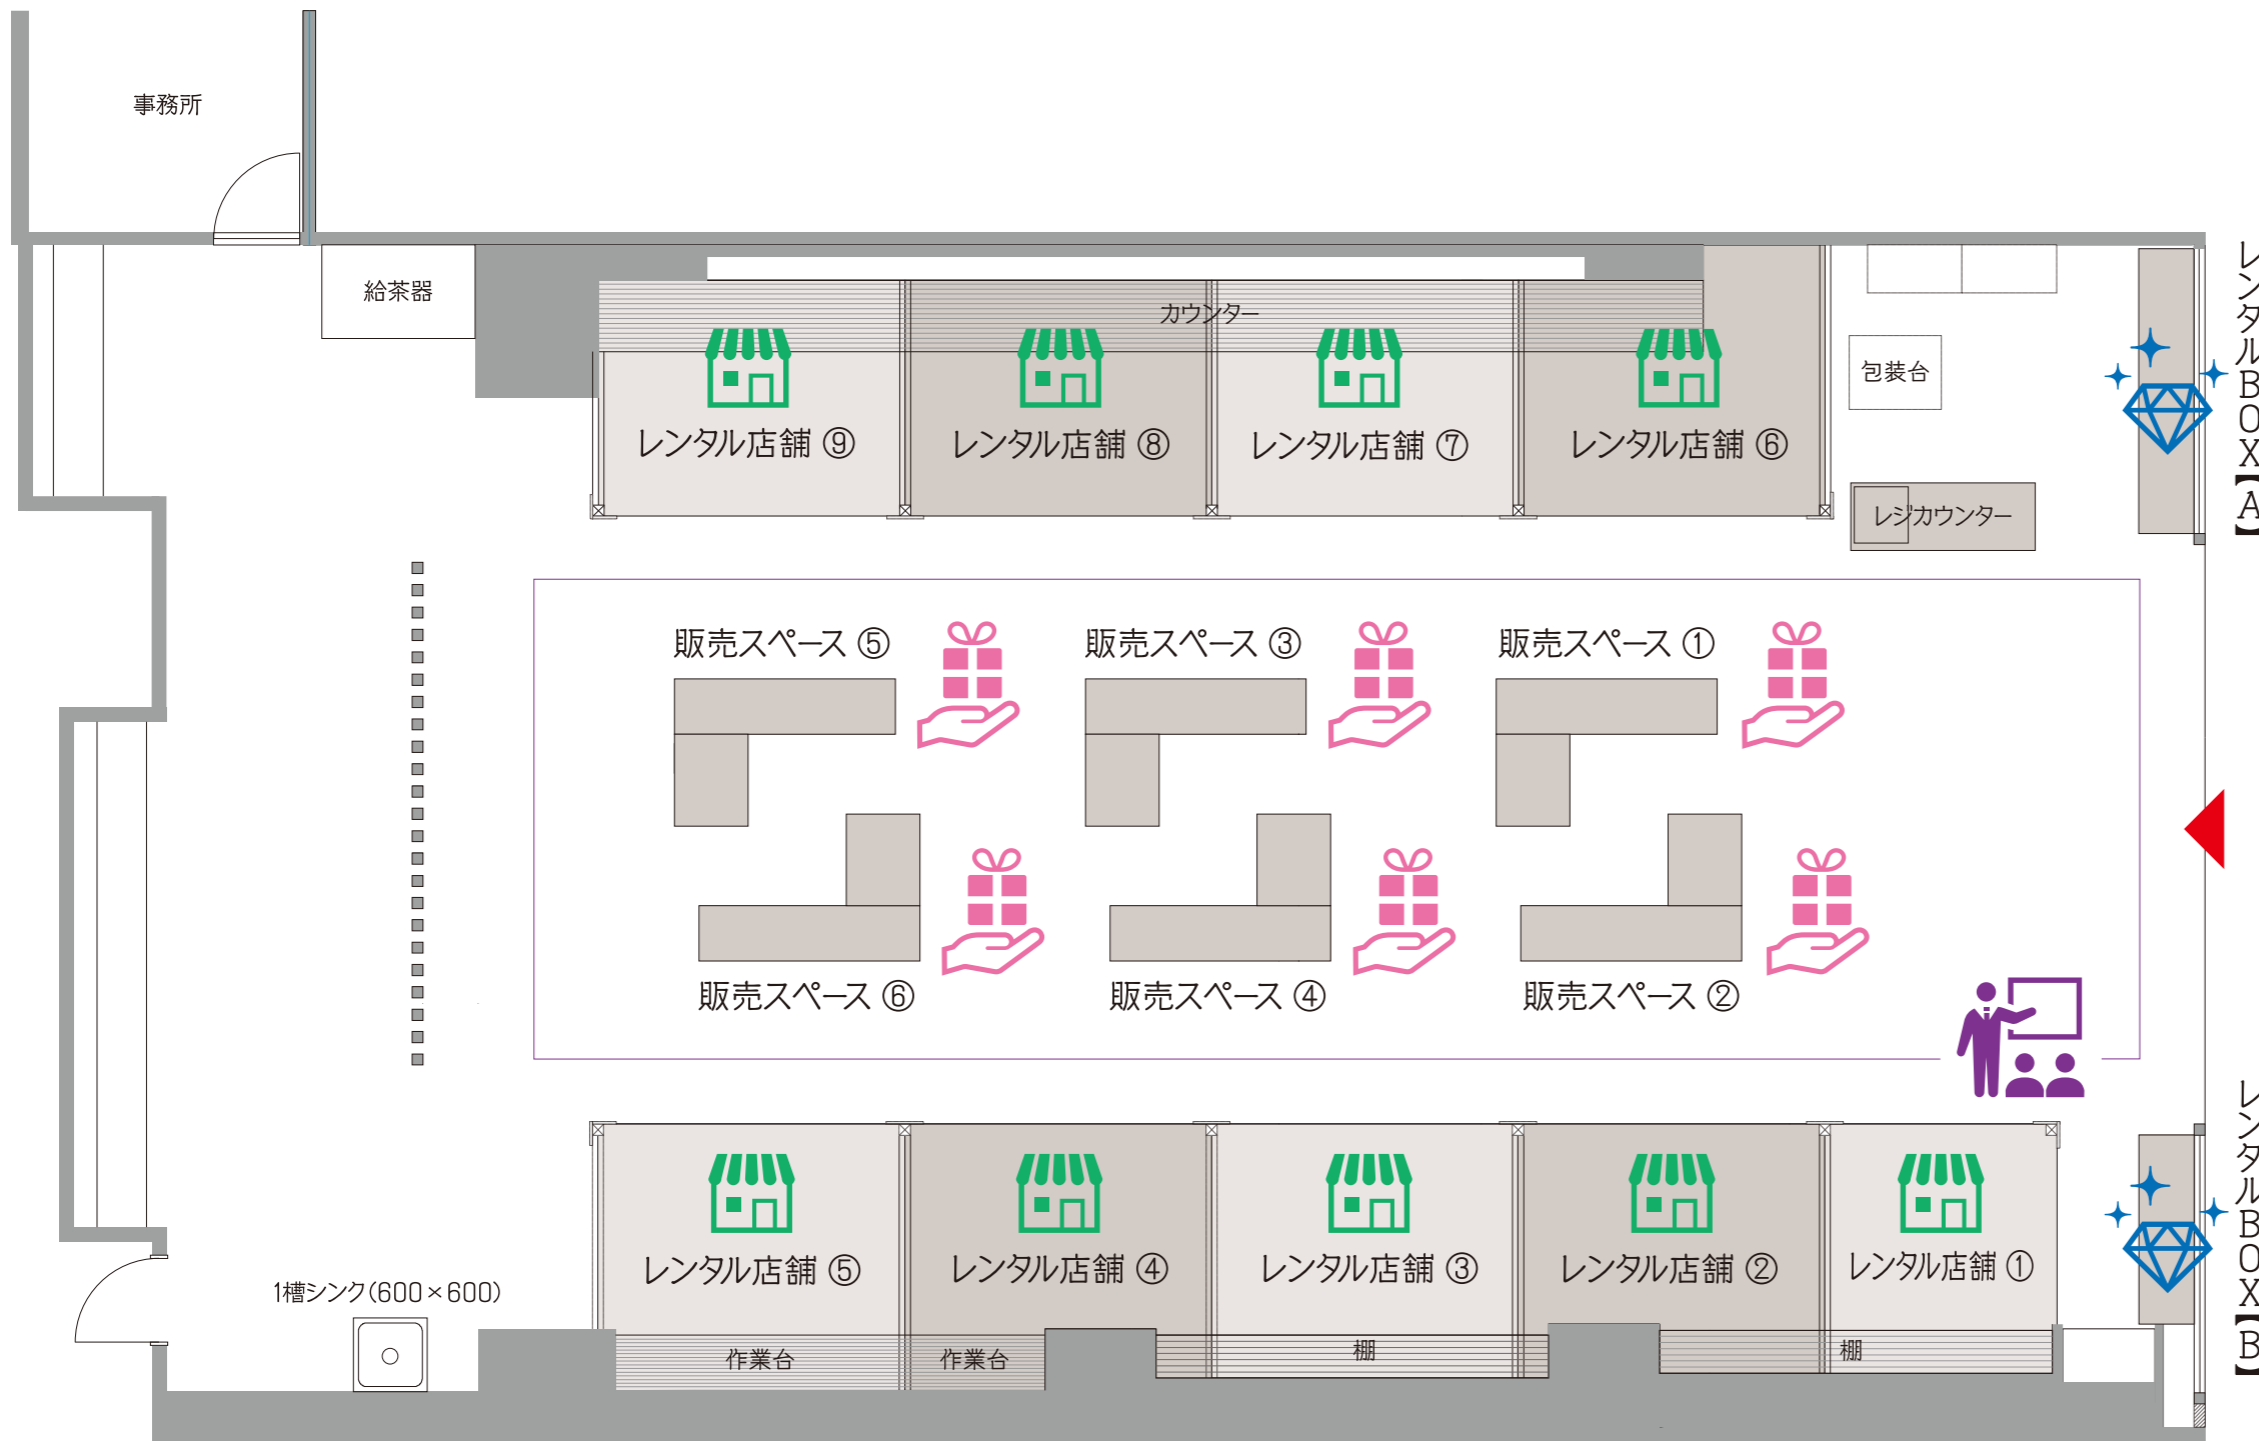 事務所
給茶器
カウンター
包装台
レンタル店舗 ⑨
レンタル店舗 ⑧
レンタル店舗 ⑦
レンタル店舗 ⑥
レジカウンター
レンタルBOX【A】
販売スペース ⑤
販売スペース ③
販売スペース ①
販売スペース ⑥
販売スペース ④
販売スペース ②
レンタル店舗 ⑤
レンタル店舗 ④
レンタル店舗 ③
レンタル店舗 ②
レンタル店舗 ①
レンタルBOX【B】
1槽シンク(600×600)
作業台
作業台
棚
棚